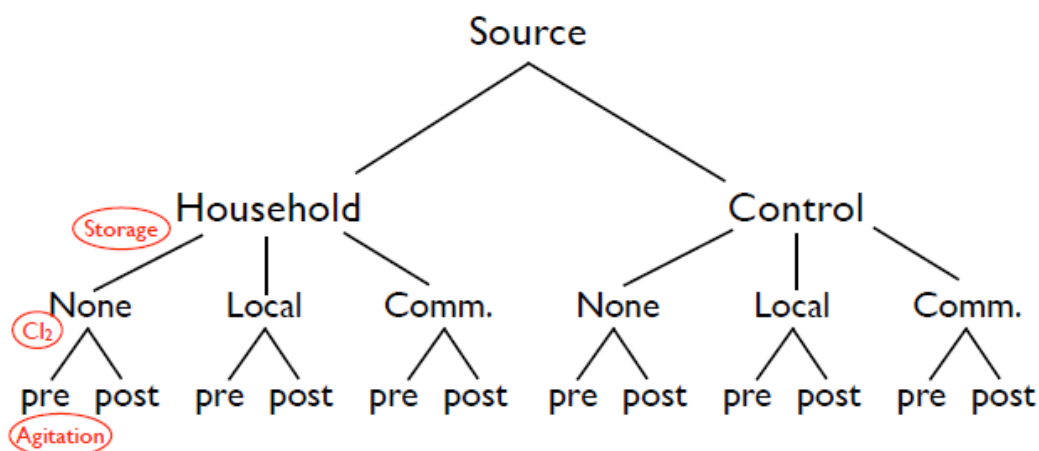 Source
Household Control
Storage
None Local Comm. None Local Comm.
Cl₂
pre post pre post pre post pre post pre post pre post
Agitation